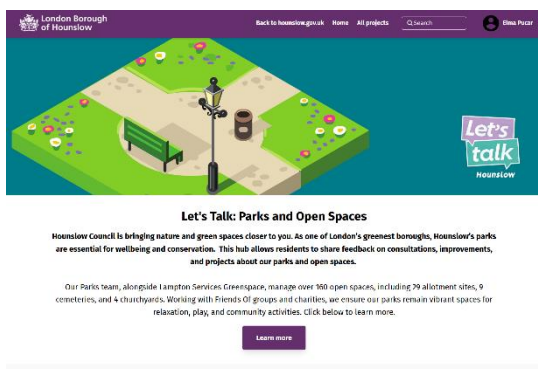 London Borough
of Hounslow
Back to hounslow.gov.uk Home All projects Search Elma Pucar
Let's
talk
Hounslow
Let's Talk: Parks and Open Spaces
Hounslow Council is bringing nature and green spaces closer to you. As one of London's greenest boroughs, Hounslow's parks
are essential for wellbeing and conservation. This hub allows residents to share feedback on consultations, improvements,
and projects about our parks and open spaces.
Our Parks team, alongside Lampton Services Greenspace, manage over 160 open spaces, including 29 allotment sites, 9
cemeteries, and 4 churchyards. Working with Friends Of groups and charities, we ensure our parks remain vibrant spaces for
relaxation, play, and community activities. Click below to learn more.
Learn more